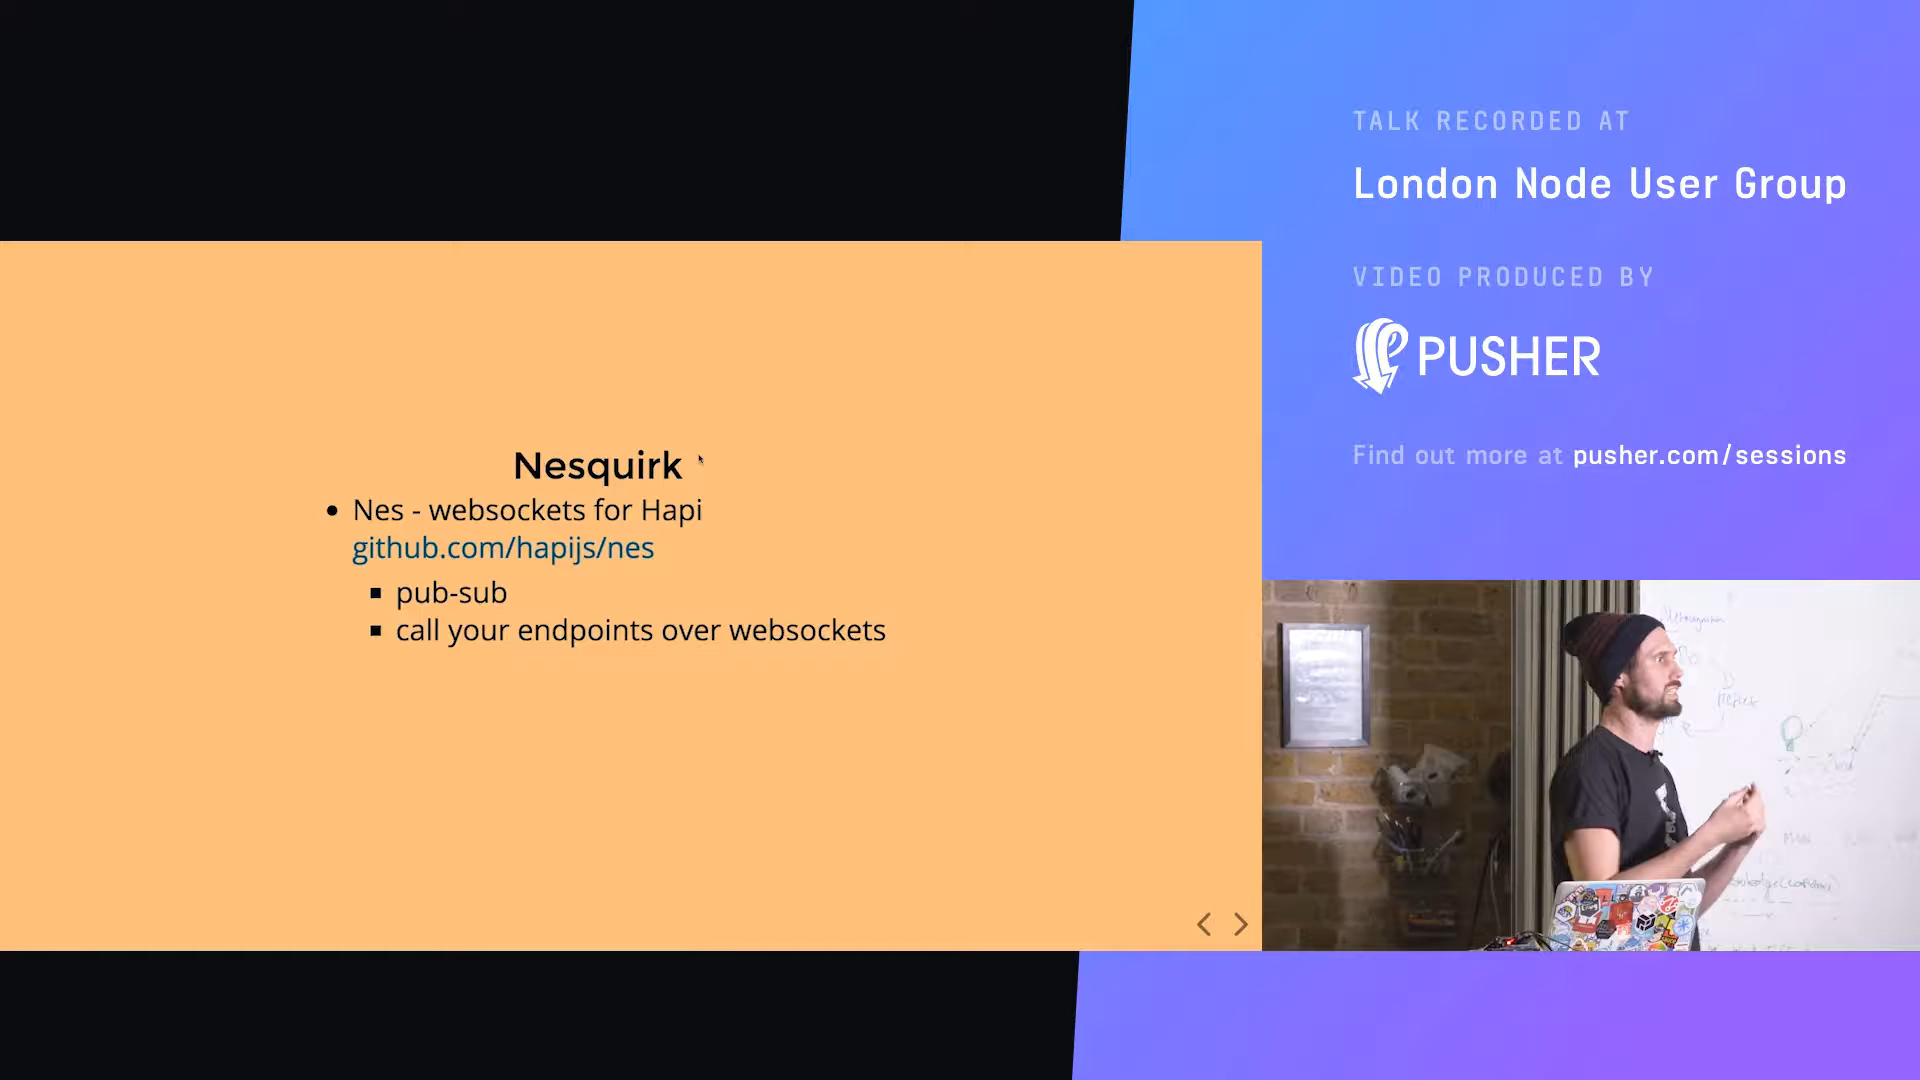 TALK RECORDED AT
London Node User Group
VIDEO PRODUCED BY
PUSHER
Find out more at pusher.com/sessions
Nesquirk
Nes - websockets for Hapi
github.com/hapijs/nes
pub-sub
call your endpoints over websockets